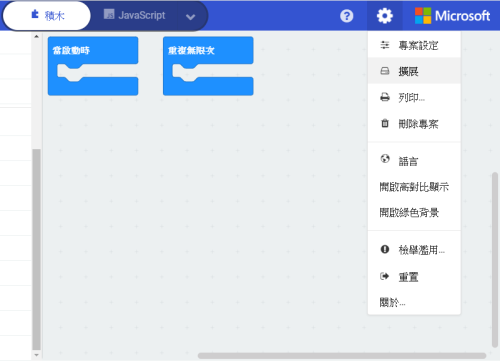 積木
JavaScript
Microsoft
當啟動時
重複無限次
專案設定
擴展
列印...
刪除專案
語言
開啟高對比顯示
開啟綠色背景
檢舉濫用...
重置
關於...